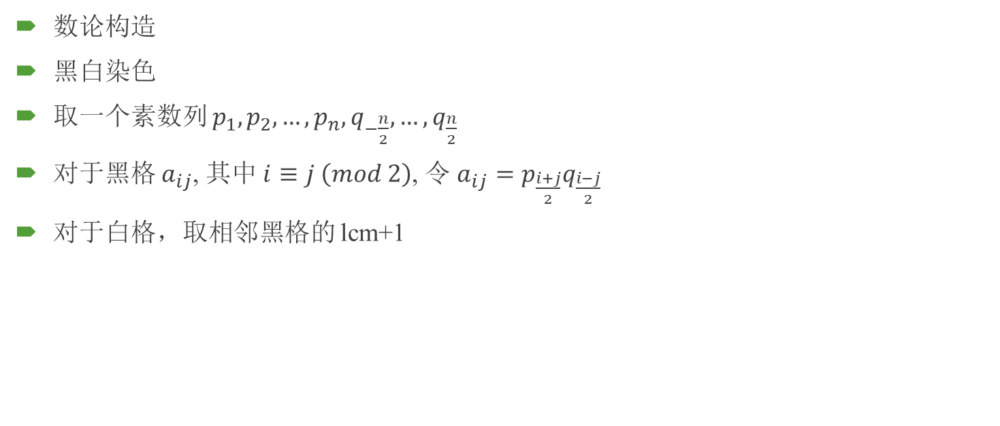 数论构造
黑白染色
取一个素数列 $p_1, p_2, \ldots, p_n, q_{-\frac{n}{2}}, \ldots, q_{\frac{n}{2}}$
对于黑格 $a_{ij}$, 其中 $i \equiv j \ (mod \ 2)$, 令 $a_{ij} = p_{\frac{i+j}{2}} q_{\frac{i-j}{2}}$
对于白格，取相邻黑格的 lcm+1